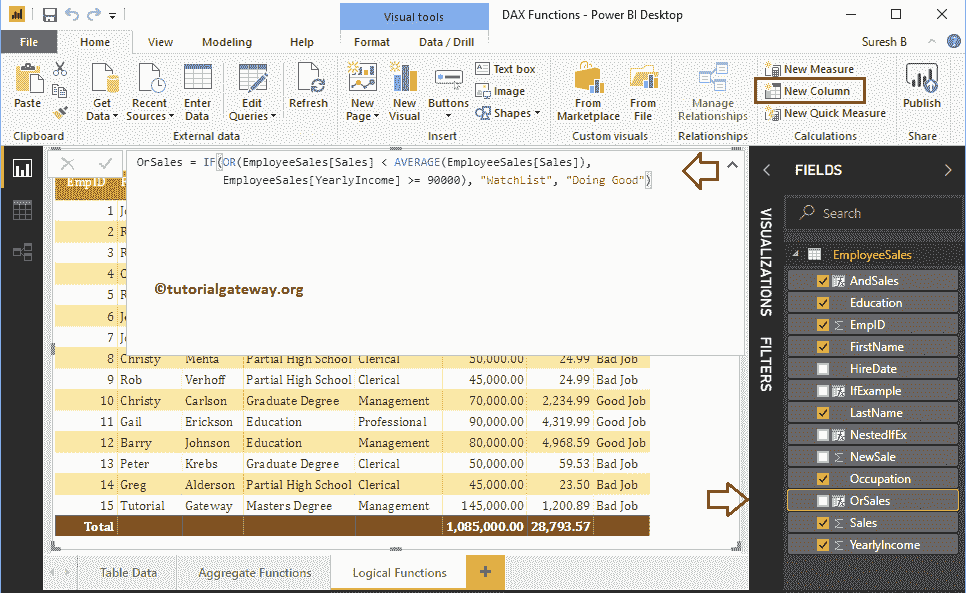 Visual tools
DAX Functions - Power BI Desktop
File Home View Modeling Help Format Data / Drill Suresh B
Paste
Get Data
Recent Sources
Enter Data
Edit Queries
Refresh
New Page
New Visual
Buttons
Text box
Image
Shapes
From Marketplace
From File
Manage Relationships
New Measure
New Column
New Quick Measure
Publish
Clipboard External data Insert Custom visuals Relationships Calculations Share
OrSales = IF(OR(EmployeeSales[Sales] < AVERAGE(EmployeeSales[Sales]),
EmployeeSales[YearlyIncome] >= 90000), "WatchList", "Doing Good")
©tutorialgateway.org
EmpID
1 Jo
2 R
3 R
4 C
5 R
6 Jo
7 Jo
8 Christy Mehta Partial High School Clerical 50,000.00 24.99 Bad Job
9 Rob Verhoff Partial High School Clerical 45,000.00 24.99 Bad Job
10 Christy Carlson Graduate Degree Management 70,000.00 2,234.99 Good Job
11 Gail Erickson Education Professional 90,000.00 4,319.99 Good Job
12 Barry Johnson Education Management 80,000.00 4,968.59 Good Job
13 Peter Krebs Graduate Degree Clerical 50,000.00 59.53 Bad Job
14 Greg Alderson Partial High School Clerical 45,000.00 23.50 Bad Job
15 Tutorial Gateway Masters Degree Management 145,000.00 1,200.89 Bad Job
Total 1,085,000.00 28,793.57
Table Data Aggregate Functions Logical Functions +
VISUALIZATIONS
FILTERS
FIELDS
Search
EmployeeSales
AndSales
Education
EmpID
FirstName
HireDate
IfExample
LastName
NestedIfEx
NewSale
Occupation
OrSales
Sales
YearlyIncome